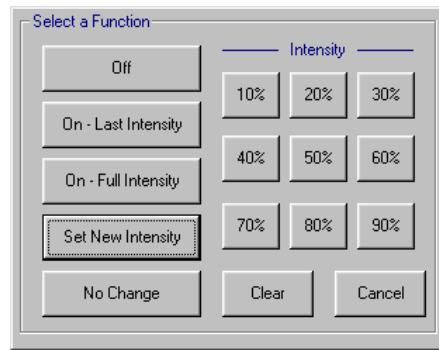 Select a Function
Off
On - Last Intensity
On - Full Intensity
Set New Intensity
No Change
Intensity
10% 20% 30%
40% 50% 60%
70% 80% 90%
Clear Cancel